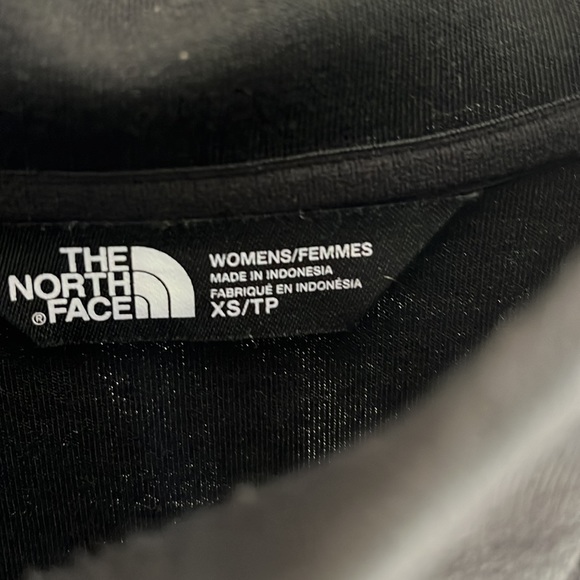 THE
NORTH
®FACE
WOMENS/FEMMES
MADE IN INDONESIA
FABRIQUÉ EN INDONÉSIA
XS/TP